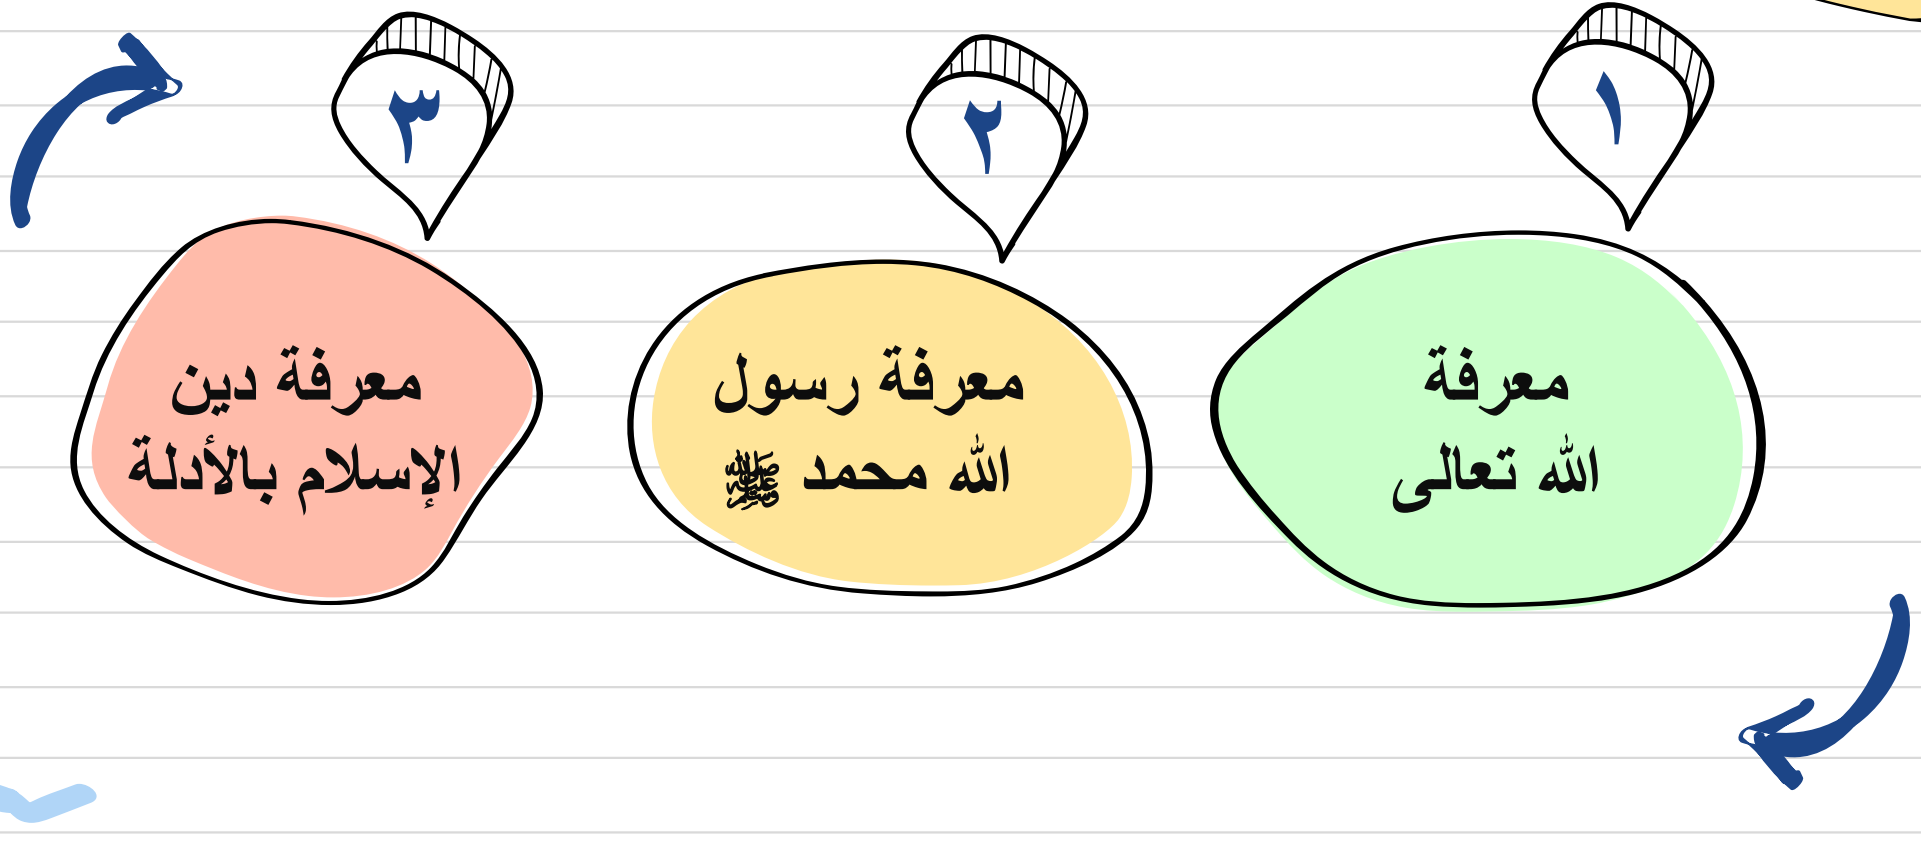 ١
معرفة
الله تعالى
٢
معرفة رسول
الله محمد ﷺ
٣
معرفة دين
الإسلام بالأدلة